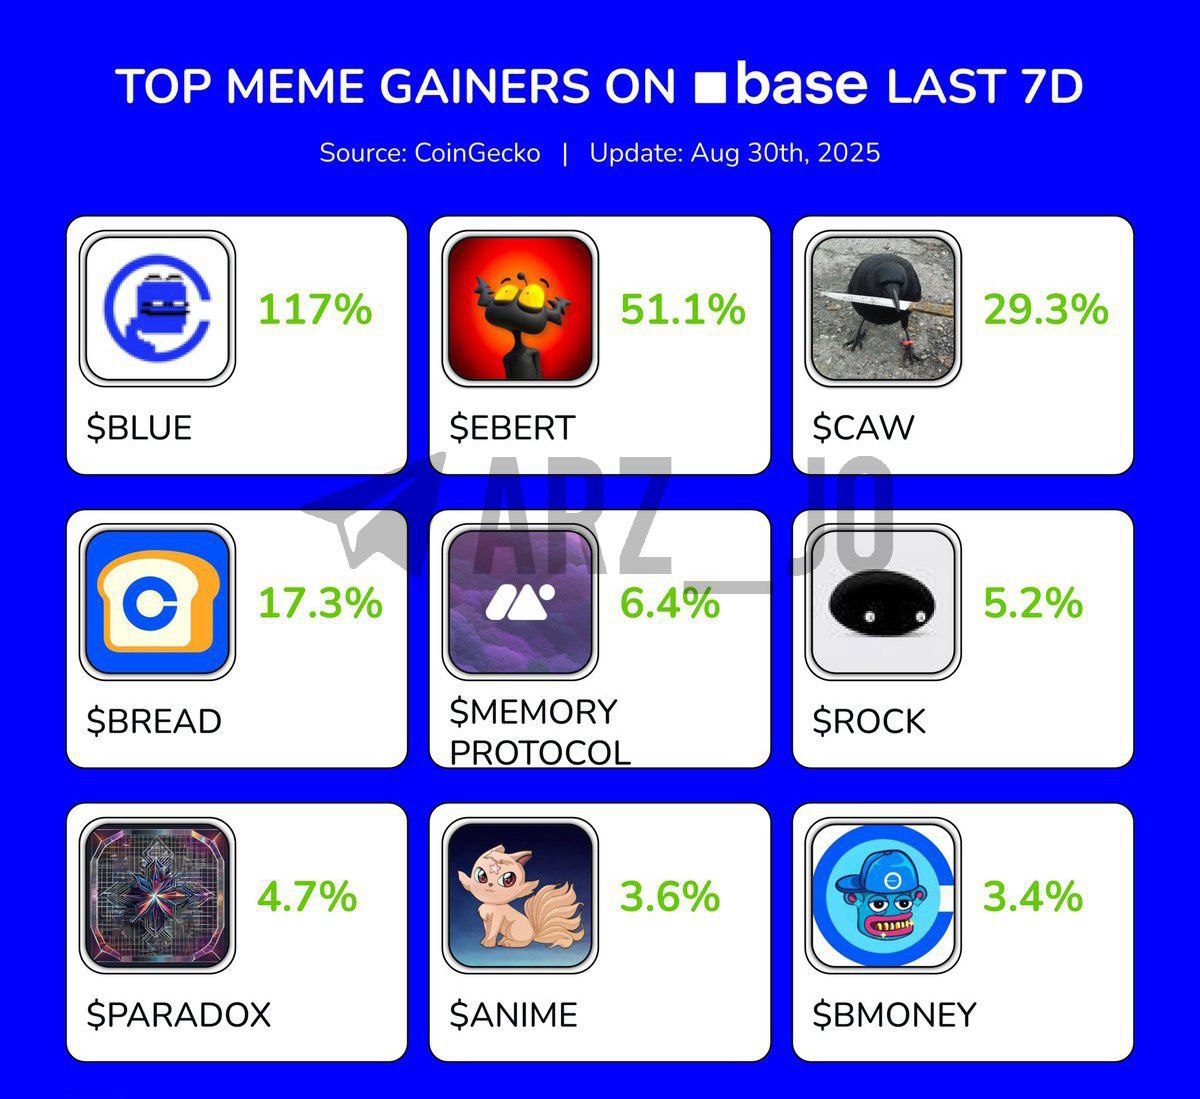 TOP MEME GAINERS ON base LAST 7D
Source: CoinGecko | Update: Aug 30th, 2025
117%
51.1%
29.3%
$BLUE
$EBERT
$CAW
ARZ__JO
17.3%
6.4%
5.2%
$BREAD
$MEMORY
PROTOCOL
$ROCK
4.7%
3.6%
3.4%
$PARADOX
$ANIME
$BMONEY